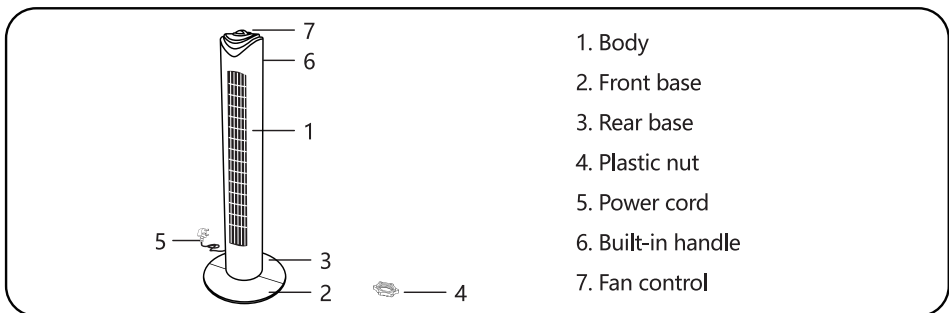 7
6
1
5
3
2
4
1. Body
2. Front base
3. Rear base
4. Plastic nut
5. Power cord
6. Built-in handle
7. Fan control